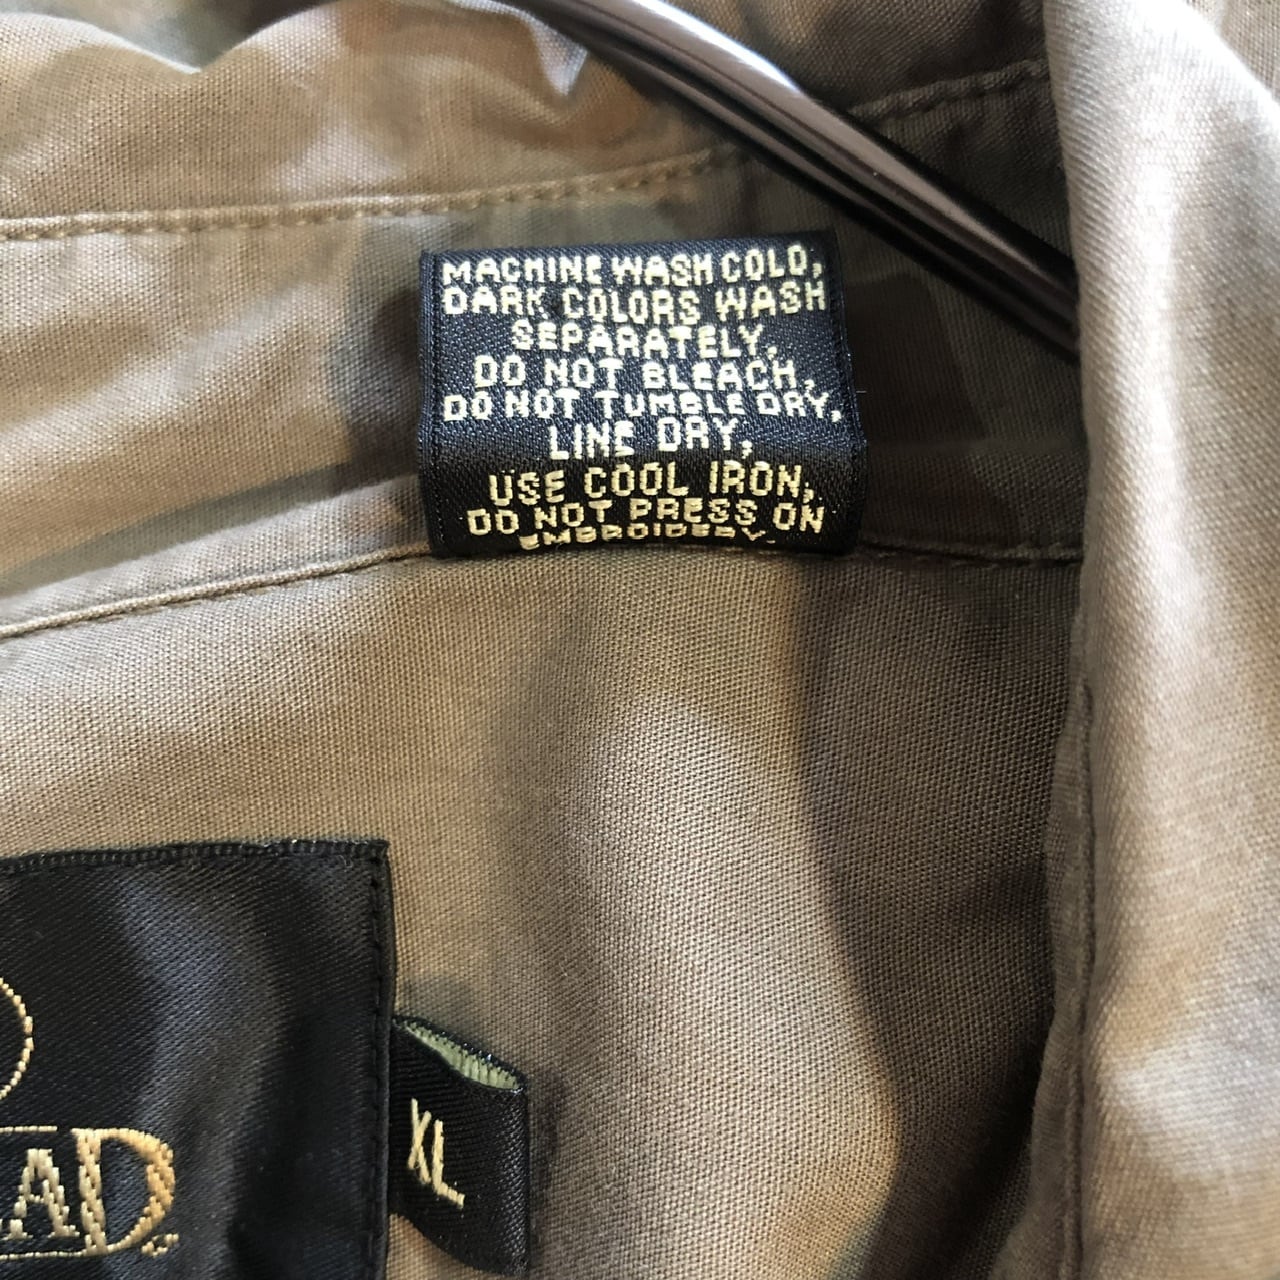 MACHINE WASH COLD,
DARK COLORS WASH
SEPARATELY,
DO NOT BLEACH,
DO NOT TUMBLE DRY,
LINE DRY,
USE COOL IRON,
DO NOT PRESS ON
EMBROIDERY.
XL